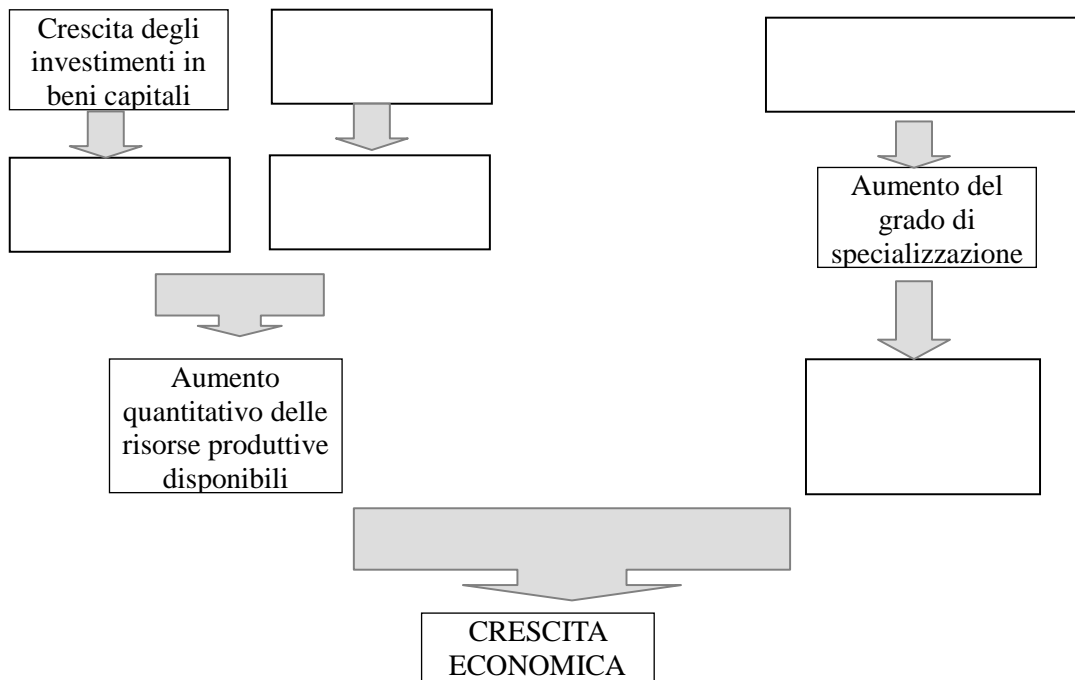 Crescita degli
investimenti in
beni capitali
Aumento del
grado di
specializzazione
Aumento
quantitativo delle
risorse produttive
disponibili
CRESCITA
ECONOMICA